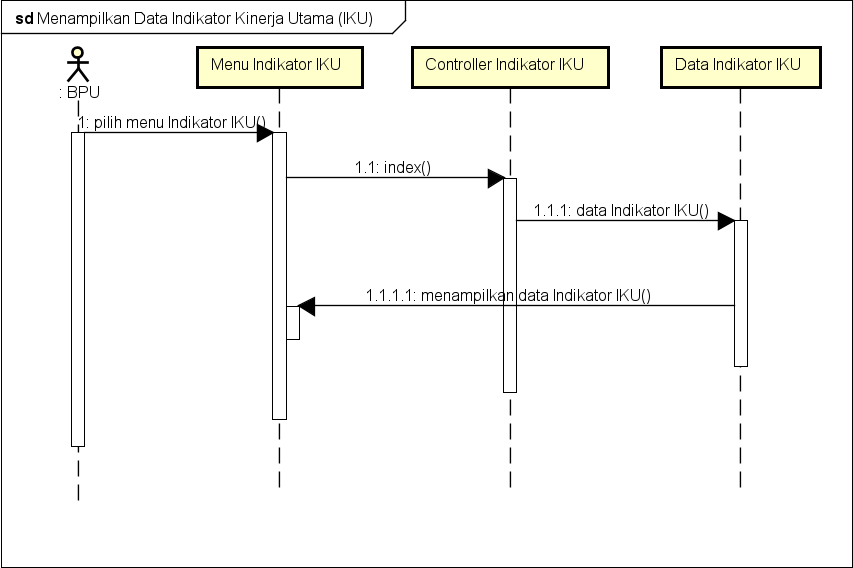 sd Menampilkan Data Indikator Kinerja Utama (IKU)
Menu Indikator IKU
Controller Indikator IKU
Data Indikator IKU
: BPU
1: pilih menu Indikator IKU()
1.1: index()
1.1.1: data Indikator IKU()
1.1.1.1: menampilkan data Indikator IKU()